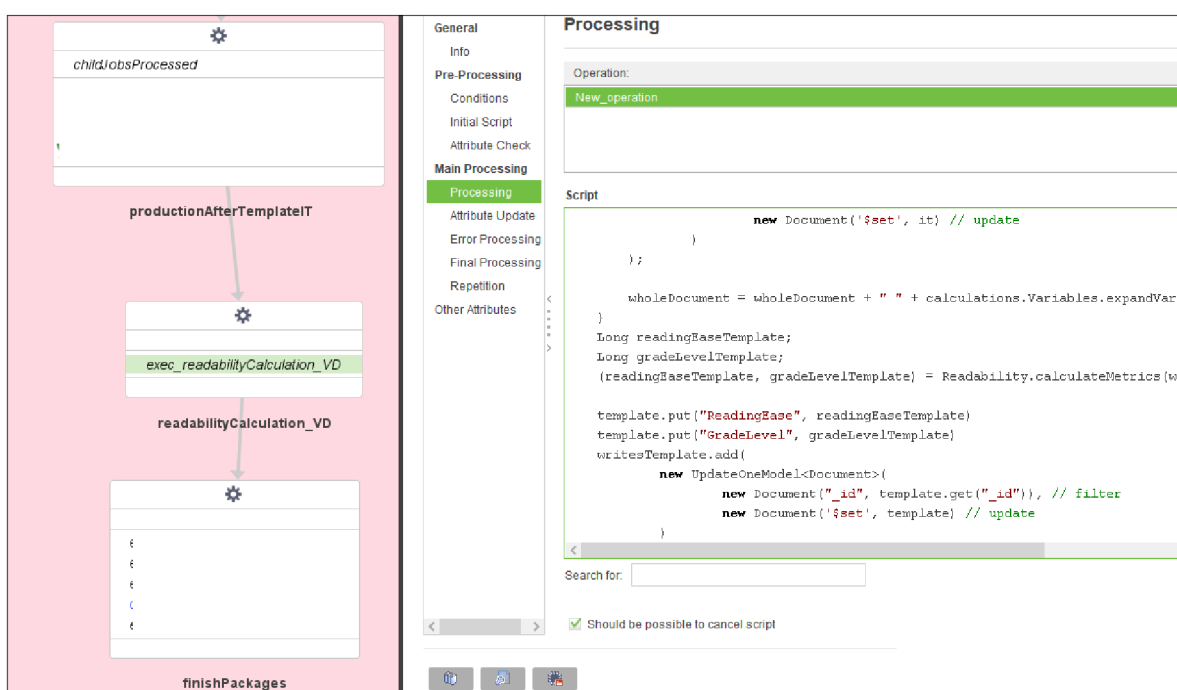 childJobsProcessed
productionAfterTemplateIT
exec_readabilityCalculation_VD
readabilityCalculation_VD
finishPackages
General
Info
Pre-Processing
Conditions
Initial Script
Attribute Check
Main Processing
Processing
Attribute Update
Error Processing
Final Processing
Repetition
Other Attributes
Processing
Operation:
New_operation
Script
new Document('$set', it) // update
)
);
wholeDocument = wholeDocument + " " + calculations.Variables.expandVar
}
Long readingEaseTemplate;
Long gradeLevelTemplate;
(readingEaseTemplate, gradeLevelTemplate) = Readability.calculateMetrics(w
template.put("ReadingEase", readingEaseTemplate)
template.put("GradeLevel", gradeLevelTemplate)
writesTemplate.add(
new UpdateOneModel<Document>(
new Document("_id", template.get("_id")), // filter
new Document('$set', template) // update
)
Search for:
Should be possible to cancel script